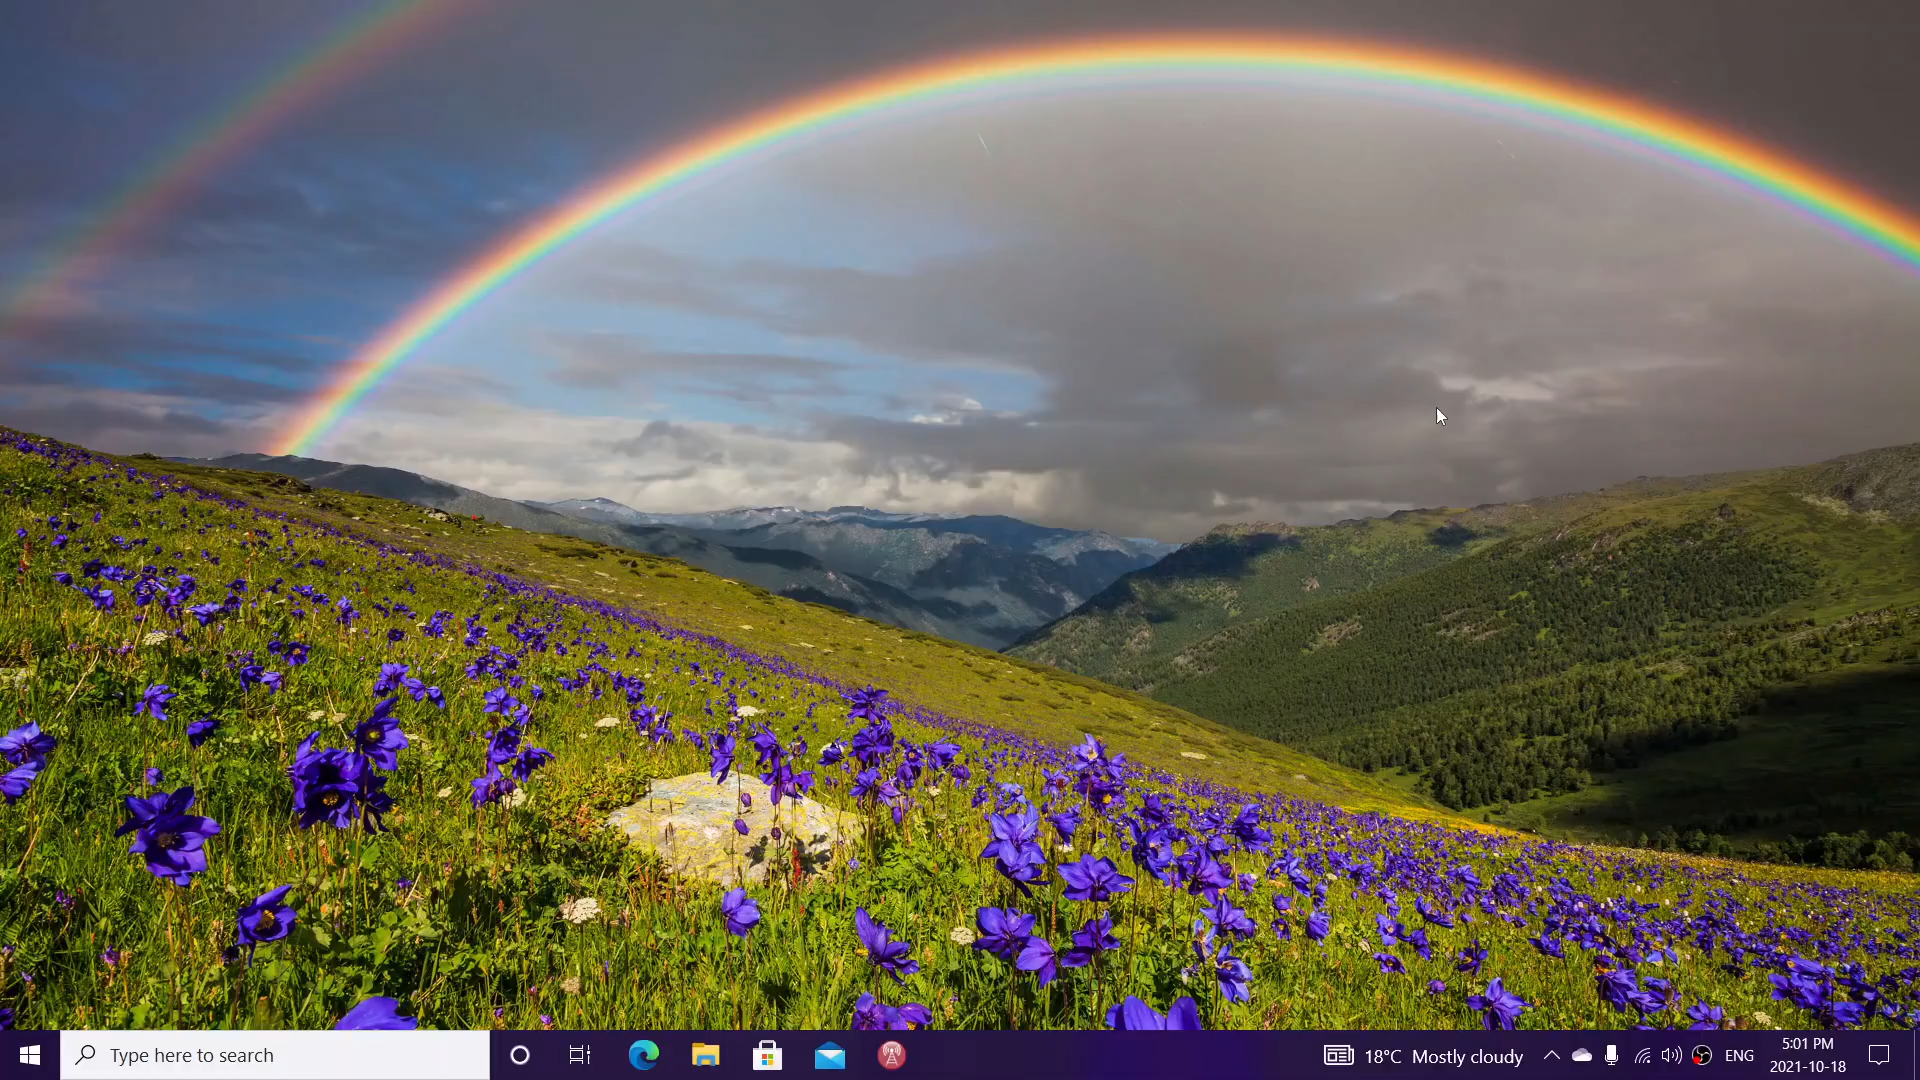 Type here to search
18°C Mostly cloudy
ENG
5:01 PM
2021-10-18